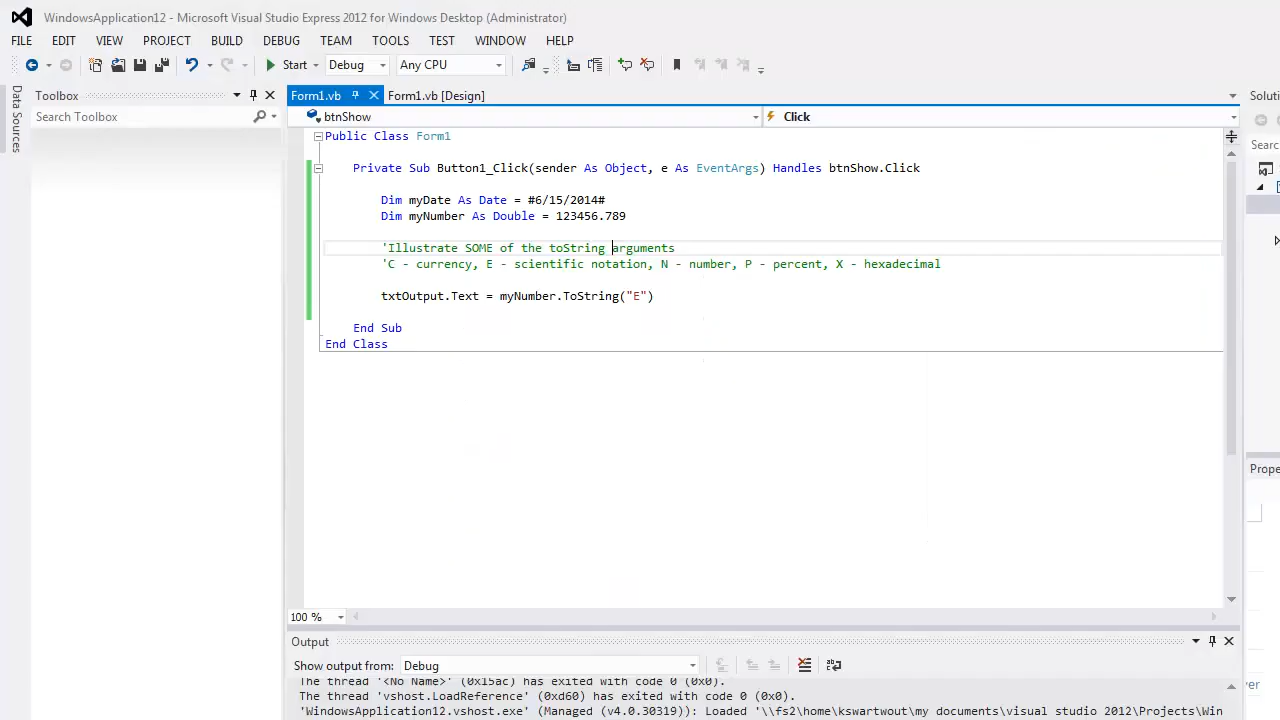 WindowsApplication12 - Microsoft Visual Studio Express 2012 for Windows Desktop (Administrator)
FILE EDIT VIEW PROJECT BUILD DEBUG TEAM TOOLS TEST WINDOW HELP
Start Debug Any CPU
Data Sources
Toolbox
Search Toolbox
Form1.vb Form1.vb [Design]
btnShow Click
Public Class Form1
Private Sub Button1_Click(sender As Object, e As EventArgs) Handles btnShow.Click
Dim myDate As Date = #6/15/2014#
Dim myNumber As Double = 123456.789
'Illustrate SOME of the toString arguments
'C - currency, E - scientific notation, N - number, P - percent, X - hexadecimal
txtOutput.Text = myNumber.ToString("E")
End Sub
End Class
100 %
Output
Show output from: Debug
The thread '<No Name>' (0x15ac) has exited with code 0 (0x0).
The thread 'vshost.LoadReference' (0xd60) has exited with code 0 (0x0).
'WindowsApplication12.vshost.exe' (Managed (v4.0.30319)): Loaded '\\fs2\home\kswartwout\my documents\visual studio 2012\Projects\Win
Solutio
Searc
Prope
ver